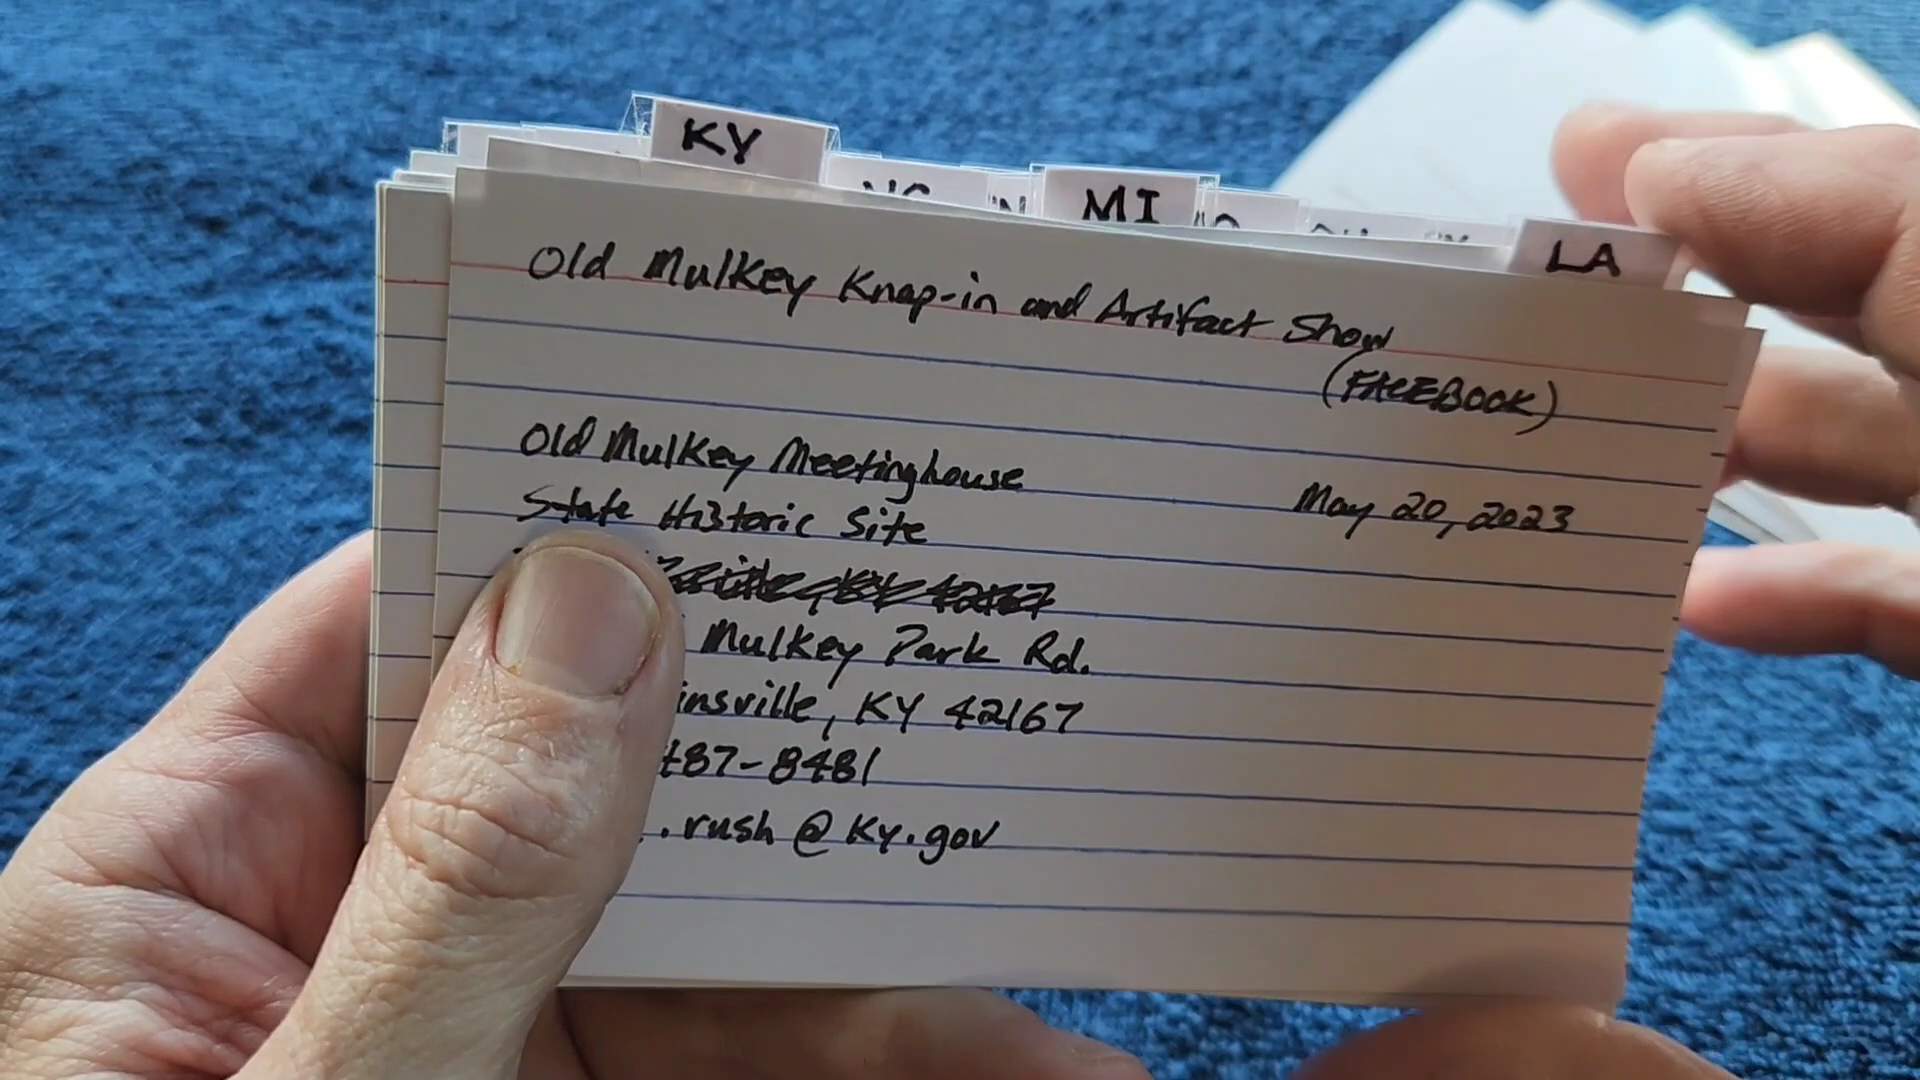 KY
MI
LA
Old Mulkey Knap-in and Artifact Show
(FACEBOOK)
Old Mulkey Meetinghouse
State Historic Site
May 20, 2023
42167
Mulkey Park Rd.
insville, KY 42167
487-8481
.rush @ Ky.gov